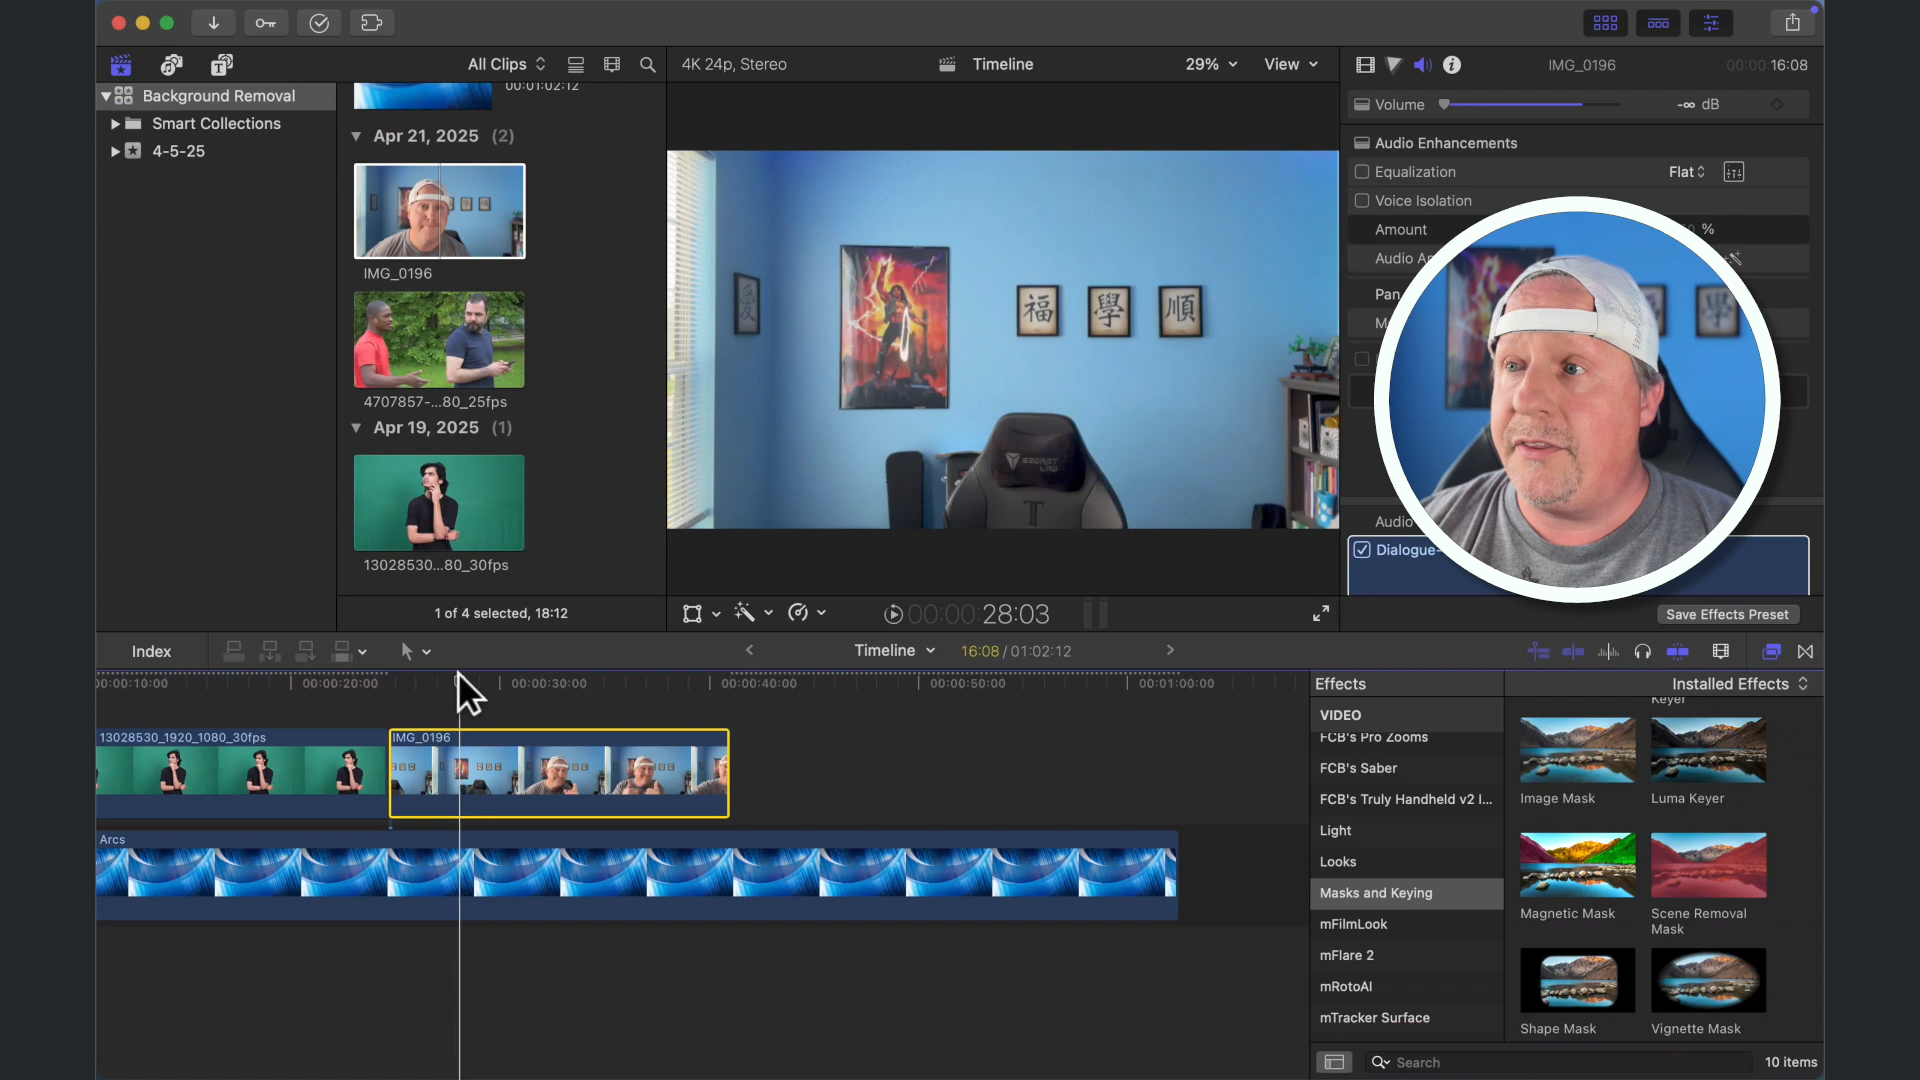 All Clips
4K 24p, Stereo
Timeline
29%
View
IMG_0196
00:00:16:08
Background Removal
Smart Collections
4-5-25
00:01:02:12
Apr 21, 2025 (2)
IMG_0196
4707857-...80_25fps
Apr 19, 2025 (1)
13028530...80_30fps
1 of 4 selected, 18:12
愛
福
學
順
SECRET
LAB
00:00:28:03
Volume
-∞ dB
Audio Enhancements
Equalization
Flat
Voice Isolation
Amount
%
Pan
Audio
Dialogue-
Save Effects Preset
Index
Timeline
16:08 / 01:02:12
00:00:10:00
00:00:20:00
00:00:30:00
00:00:40:00
00:00:50:00
00:01:00:00
13028530_1920_1080_30fps
IMG_0196
Arcs
Effects
Installed Effects
VIDEO
FCB's Pro Zooms
FCB's Saber
FCB's Truly Handheld v2 l...
Light
Looks
Masks and Keying
mFilmLook
mFlare 2
mRotoAI
mTracker Surface
Keyer
Image Mask
Luma Keyer
Magnetic Mask
Scene Removal
Mask
Shape Mask
Vignette Mask
Search
10 items